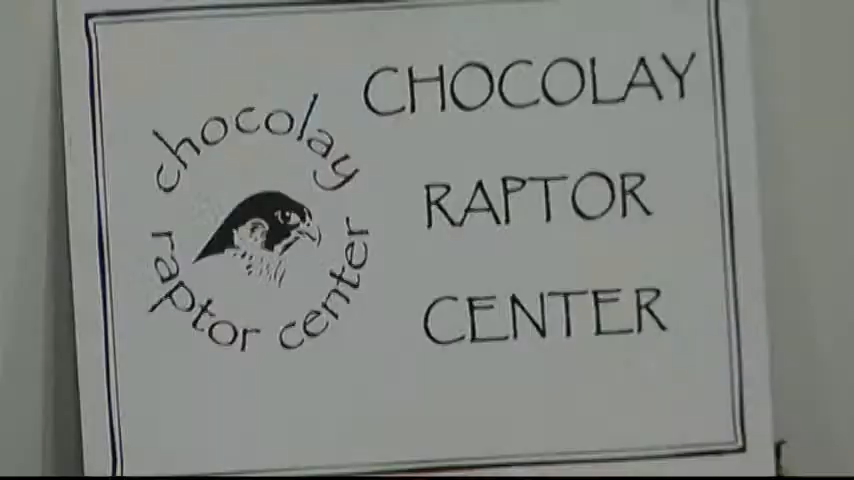 chocolay
raptor center
CHOCOLAY
RAPTOR
CENTER